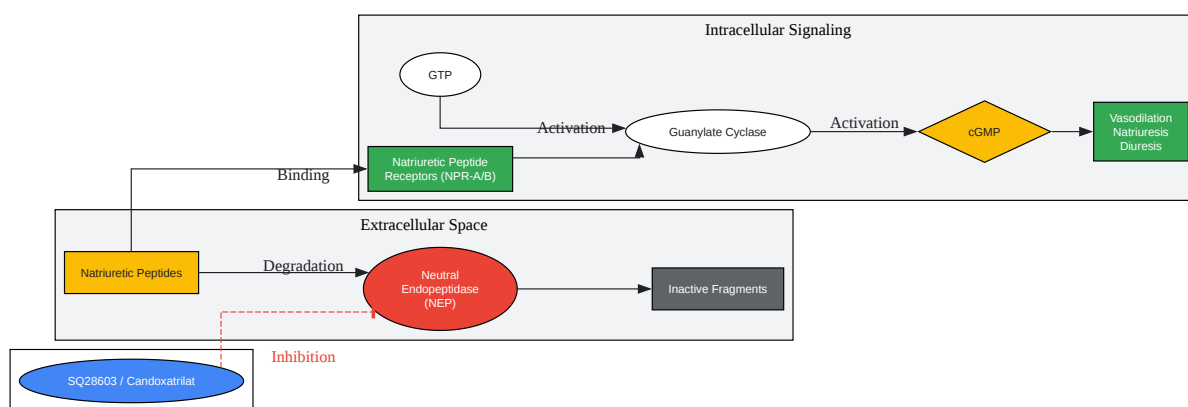 Intracellular Signaling
GTP
Activation
Guanylate Cyclase
Activation
cGMP
Vasodilation
Natriuresis
Diuresis
Natriuretic Peptide
Receptors (NPR-A/B)
Binding
Extracellular Space
Natriuretic Peptides
Degradation
Neutral
Endopeptidase
(NEP)
Inactive Fragments
Inhibition
SQ28603 / Candoxatrilat